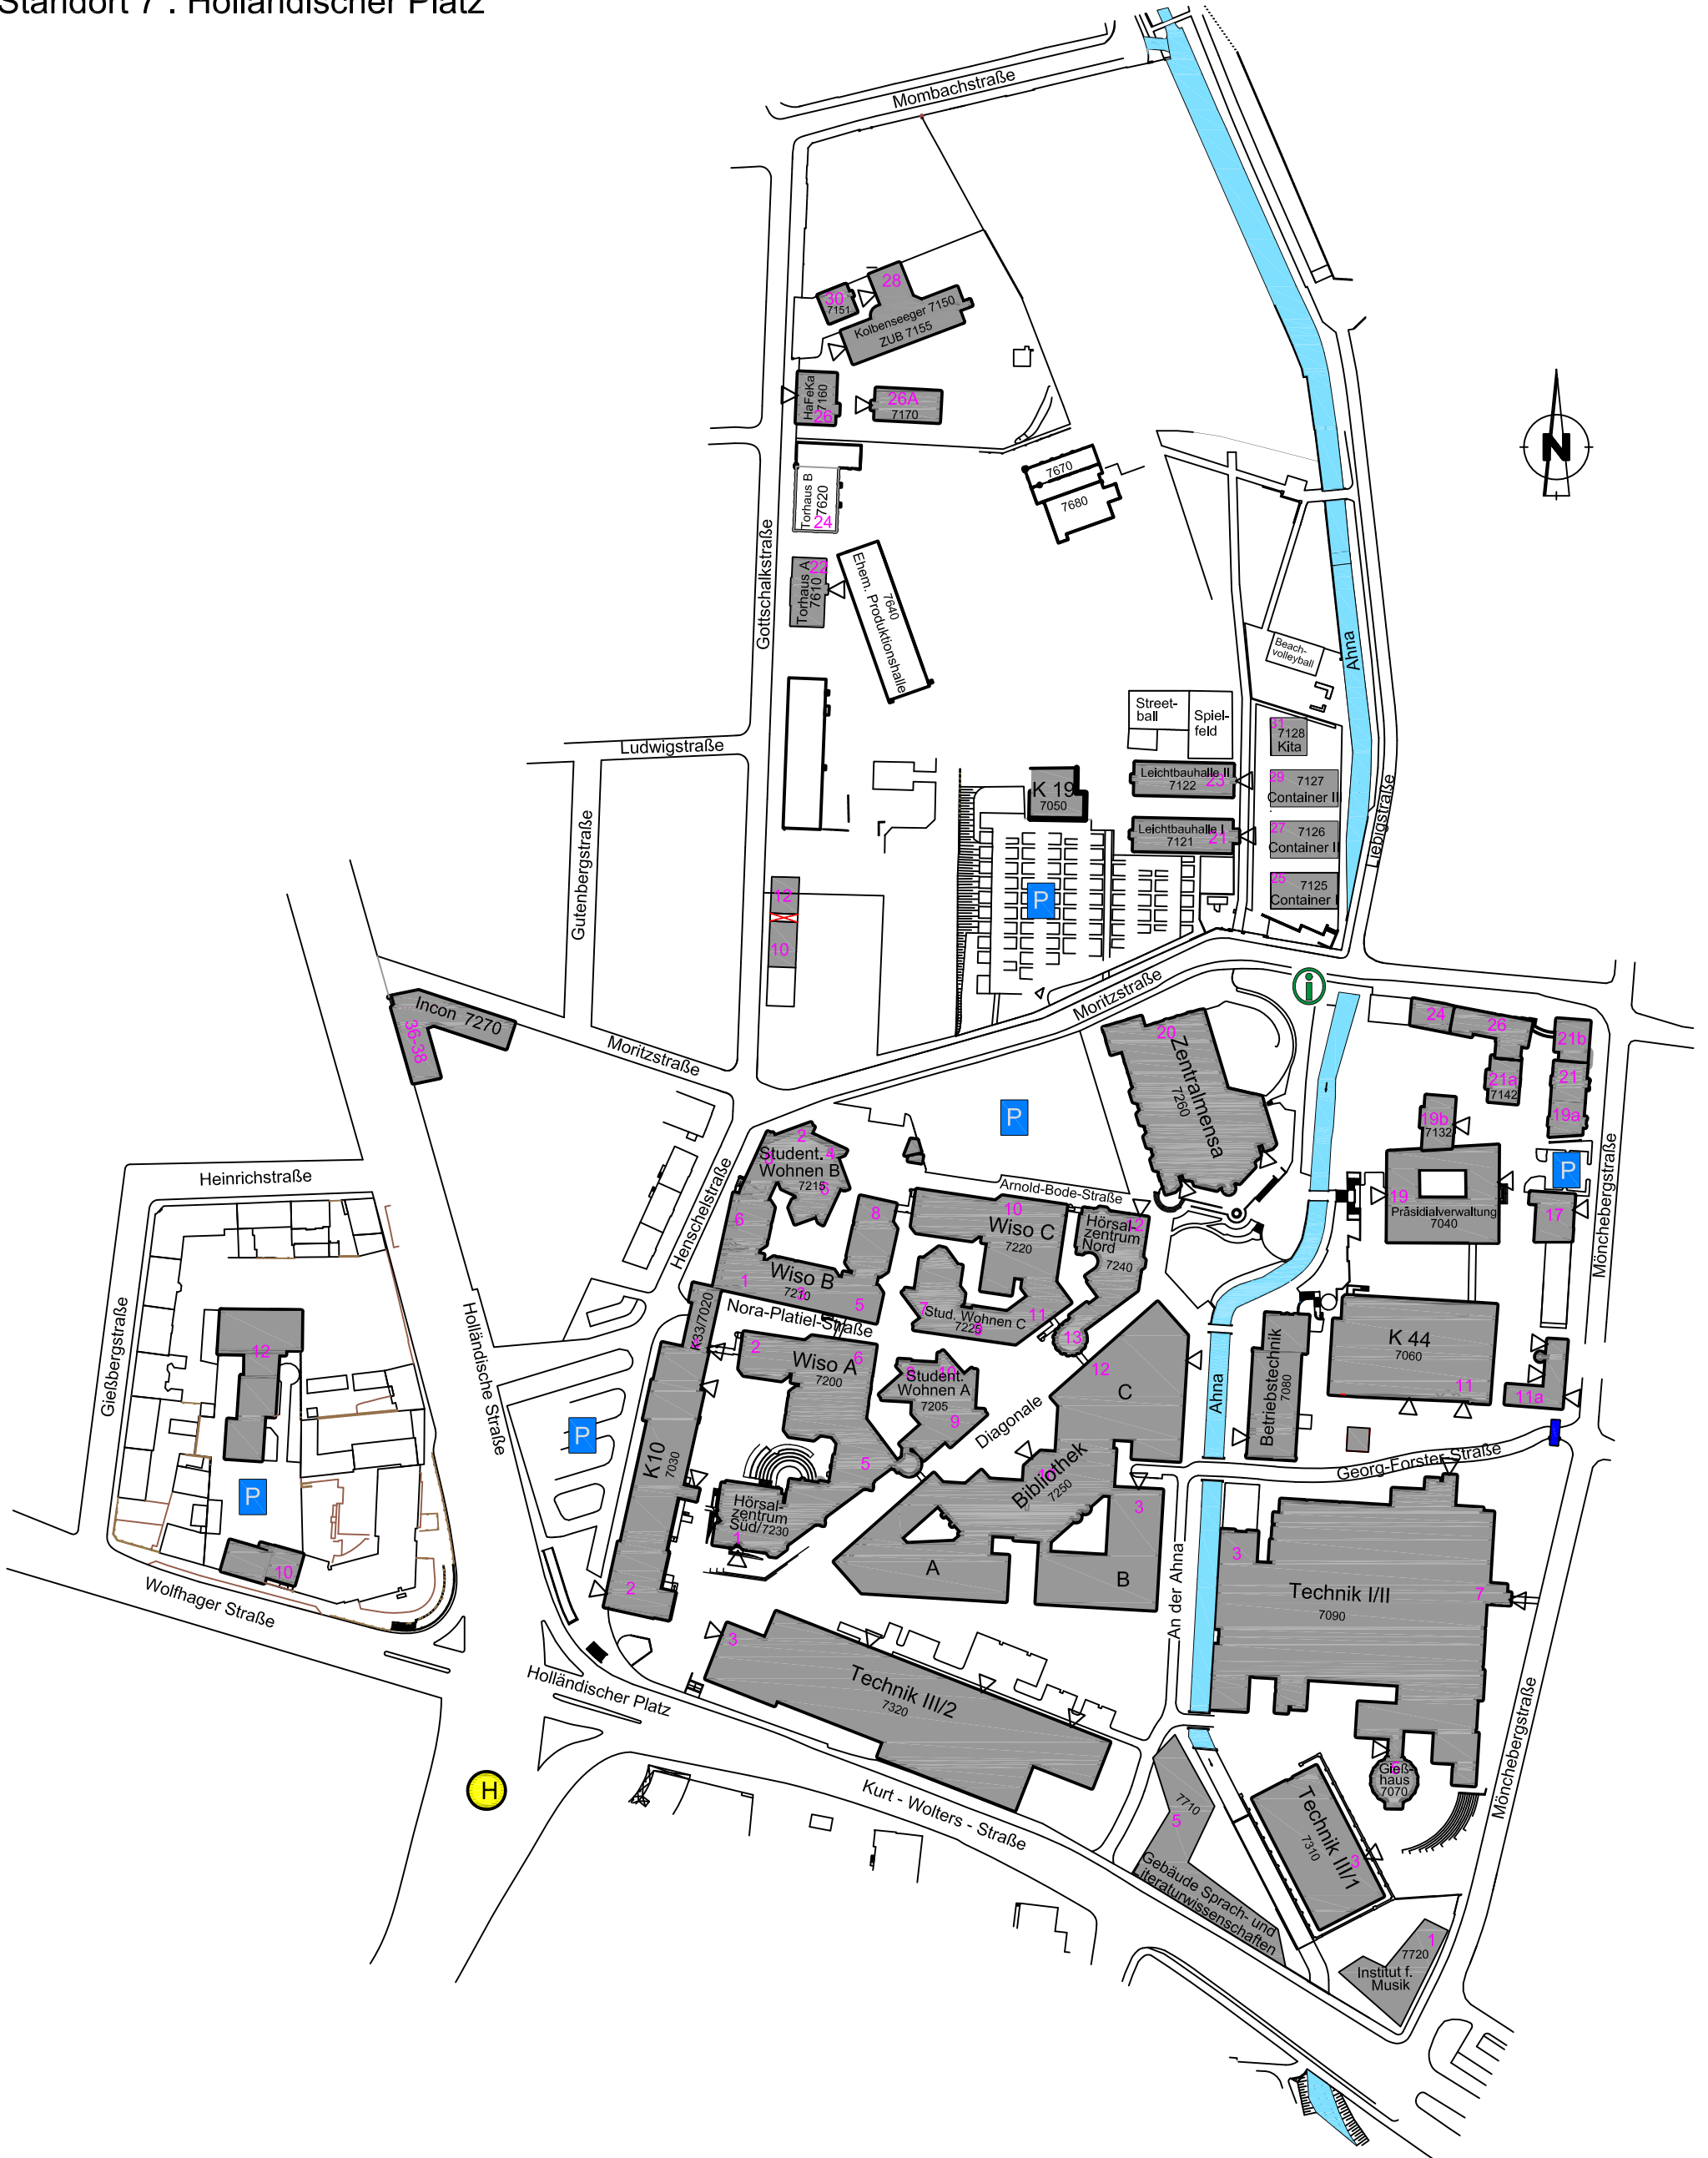 Standort 7 : Holländischer Platz
Mombachstraße
28
30
7151
Kolbenseeger 7150
ZUB 7155
HaFeKa
7160
26
26A
7170
N
7670
7680
Torhaus B
7620
24
Gottschalkstraße
22
Torhaus A
7610
7640
Ehem. Produktionshalle
Ahna
Beach-
volleyball
Street-
ball
Spiel-
feld
31
7128
Kita
Ludwigstraße
Leichtbauhalle II
7122
23
29
7127
Container III
K 19
7050
Leichtbauhalle I
7121
21
27
7126
Container II
Liebigstraße
Gutenbergstraße
25
7125
Container I
12
10
P
Moritzstraße
Incon 7270
36-38
Moritzstraße
20
Zentralmensa
7260
24
26
21b
21a
7142
21
19a
P
19b
7132
P
Mönchebergstraße
Heinrichstraße
Henschelstraße
2
Student.
4
Wohnen B
7215
6
6
8
Arnold-Bode-Straße
10
Wiso C
7220
12
Hörsal-
zentrum
Nord
7240
19
Präsidialverwaltung
7040
17
1
Wiso B
7210
5
7
Stud. Wohnen C
7225
11
13
K33/7020
Nora-Platiel-Straße
Gießbergstraße
Holländische Straße
12
2
Wiso A
7200
6
Student.
Wohnen A
7205
9
Diagonale
12
C
Ahna
Betriebstechnik
7080
K 44
7060
11
11a
P
K10
7030
5
Bibliothek
7250
3
Georg-Forster-Straße
P
Hörsal-
zentrum
Süd/7230
1
A
B
An der Ahna
3
Technik I/II
7090
7
10
2
Wolfhager Straße
3
Technik III/2
7320
Holländischer Platz
Mönchebergstraße
Gieß-
haus
7070
H
Kurt - Wolters - Straße
7710
5
Gebäude Sprach- und
Literaturwissenschaften
Technik III/1
7310
3
1
7720
Institut f.
Musik